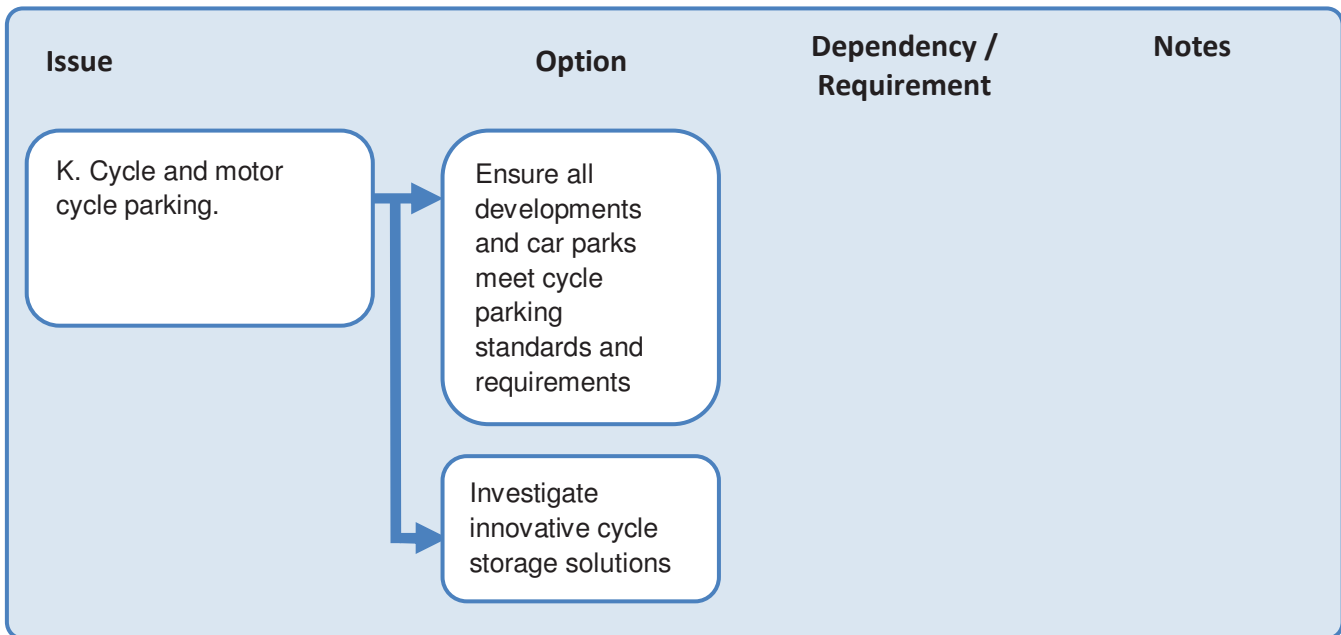 Issue
Option
Dependency /
Requirement
Notes
K. Cycle and motor
cycle parking.
Ensure all
developments
and car parks
meet cycle
parking
standards and
requirements
Investigate
innovative cycle
storage solutions